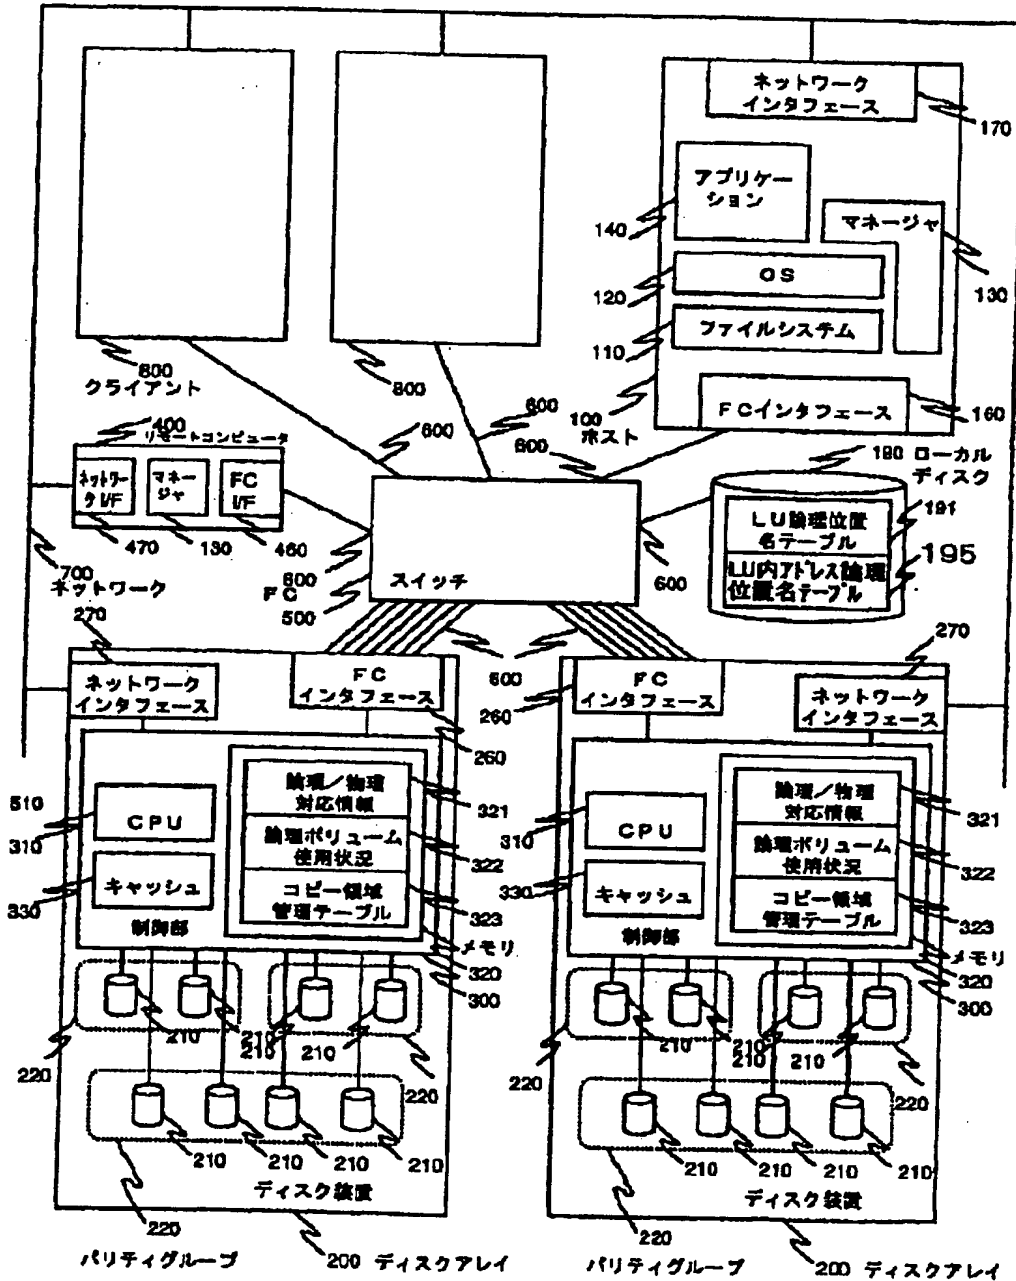 ネットワーク
インタフェース
170
アプリケー
ション
140
マネージャ
130
OS
120
ファイルシステム
110
FCインタフェース
160
100
ホスト
800
クライアント
800
600
600
600
400
リモートコンピュータ
ネットワー
クI/F
マネー
ジャ
FC
I/F
470
130
460
700
ネットワーク
600
FC
500
スイッチ
600
190 ローカル
ディスク
LU論理位置
名テーブル
191
LU内アドレス論理
位置名テーブル
195
270
ネットワーク
インタフェース
FC
インタフェース
260
600
510
CPU
310
キャッシュ
330
制御部
論理/物理
対応情報
321
論理ボリューム
使用状況
322
コピー領域
管理テーブル
323
メモリ
320
300
210
210
210
210
220
220
210
210
210
210
ディスク装置
220
パリティグループ
200 ディスクアレイ
270
FC
インタフェース
260
ネットワーク
インタフェース
CPU
310
キャッシュ
330
制御部
論理/物理
対応情報
321
論理ボリューム
使用状況
322
コピー領域
管理テーブル
323
メモリ
320
300
210
210
210
210
220
220
210
210
210
210
ディスク装置
220
パリティグループ
200 ディスクアレイ